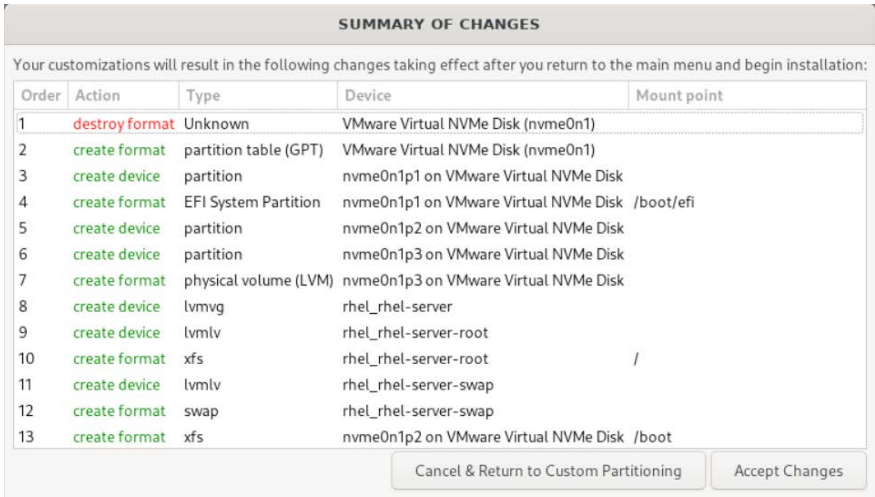 SUMMARY OF CHANGES
Your customizations will result in the following changes taking effect after you return to the main menu and begin installation:
Order Action Type Device Mount point
1 destroy format Unknown VMware Virtual NVMe Disk (nvme0n1)
2 create format partition table (GPT) VMware Virtual NVMe Disk (nvme0n1)
3 create device partition nvme0n1p1 on VMware Virtual NVMe Disk
4 create format EFI System Partition nvme0n1p1 on VMware Virtual NVMe Disk /boot/efi
5 create device partition nvme0n1p2 on VMware Virtual NVMe Disk
6 create device partition nvme0n1p3 on VMware Virtual NVMe Disk
7 create format physical volume (LVM) nvme0n1p3 on VMware Virtual NVMe Disk
8 create device lvmvg rhel_rhel-server
9 create device lvmlv rhel_rhel-server-root
10 create format xfs rhel_rhel-server-root /
11 create device lvmlv rhel_rhel-server-swap
12 create format swap rhel_rhel-server-swap
13 create format xfs nvme0n1p2 on VMware Virtual NVMe Disk /boot
Cancel & Return to Custom Partitioning Accept Changes